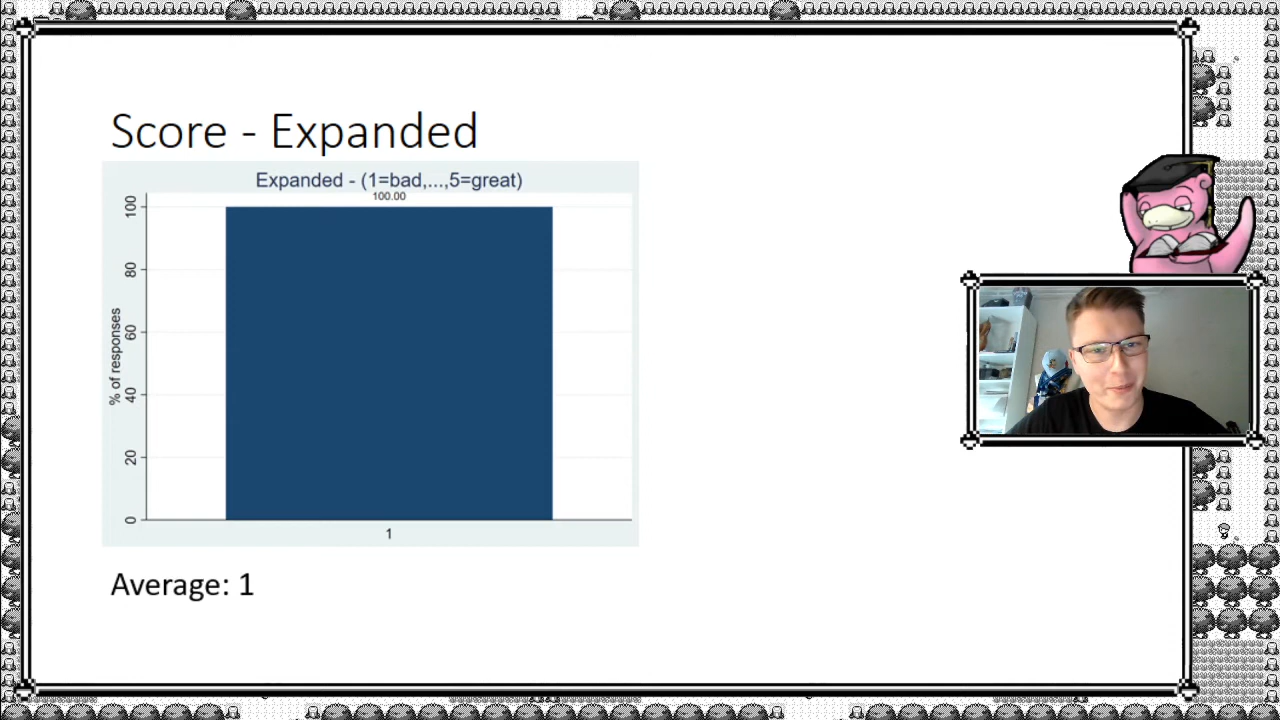 Score - Expanded
Expanded - (1=bad,...,5=great)
100.00
% of responses
100
80
60
40
20
0
1
Average: 1